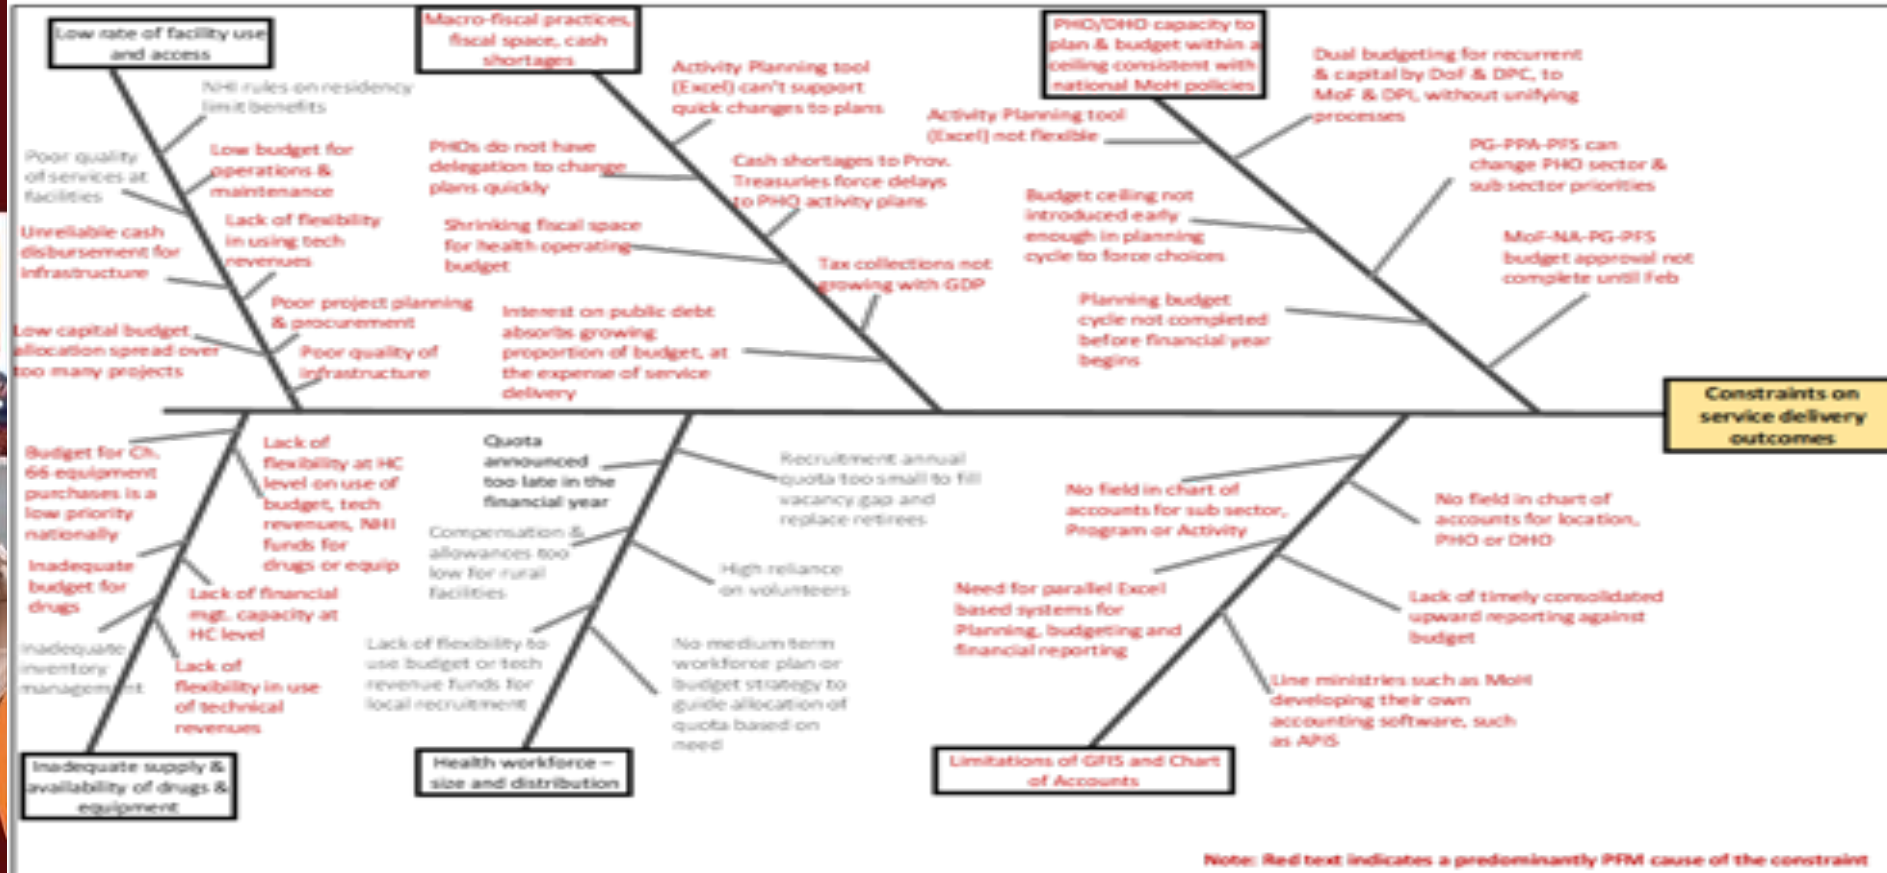 Low rate of facility use
and access
Macro-fiscal practices,
fiscal space, cash
shortages
PHO/DHO capacity to
plan & budget within a
ceiling consistent with
national MoH policies
NHI rules on residency
limit benefits
Poor quality
of services at
facilities
Low budget for
operations &
maintenance
Unreliable cash
disbursement for
infrastructure
Lack of flexibility
in using tech
revenues
Low capital budget
allocation spread over
too many projects
Poor project planning
& procurement
Poor quality of
infrastructure
Activity Planning tool
(Excel) can't support
quick changes to plans
PHOs do not have
delegation to change
plans quickly
Cash shortages to Prov.
Treasuries force delays
to PHO activity plans
Shrinking fiscal space
for health operating
budget
Tax collections not
growing with GDP
Interest on public debt
absorbs growing
proportion of budget, at
the expense of service
delivery
Dual budgeting for recurrent
& capital by DoF & DPC, to
MoF & DPI, without unifying
processes
Activity Planning tool
(Excel) not flexible
PG-PPA-PFS can
change PHO sector &
sub sector priorities
Budget ceiling not
introduced early
enough in planning
cycle to force choices
MoF-NA-PG-PFS
budget approval not
complete until Feb
Planning budget
cycle not completed
before financial year
begins
Constraints on
service delivery
outcomes
Budget for Ch.
66 equipment
purchases is a
low priority
nationally
Lack of
flexibility at HC
level on use of
budget, tech
revenues, NHI
funds for
drugs or equip
Inadequate
budget for
drugs
Lack of financial
mgt. capacity at
HC level
Inadequate
inventory
management
Lack of
flexibility in use
of technical
revenues
Inadequate supply &
availability of drugs &
equipment
Quota
announced
too late in the
financial year
Recruitment annual
quota too small to fill
vacancy gap and
replace retirees
Compensation &
allowances too
low for rural
facilities
High reliance
on volunteers
Lack of flexibility to
use budget or tech
revenue funds for
local recruitment
No medium term
workforce plan or
budget strategy to
guide allocation of
quota based on
need
Health workforce –
size and distribution
No field in chart of
accounts for sub sector,
Program or Activity
No field in chart of
accounts for location,
PHO or DHO
Need for parallel Excel
based systems for
Planning, budgeting and
financial reporting
Lack of timely consolidated
upward reporting against
budget
Line ministries such as MoH
developing their own
accounting software, such
as APIS
Limitations of GFIS and Chart
of Accounts
Note: Red text indicates a predominantly PFM cause of the constraint